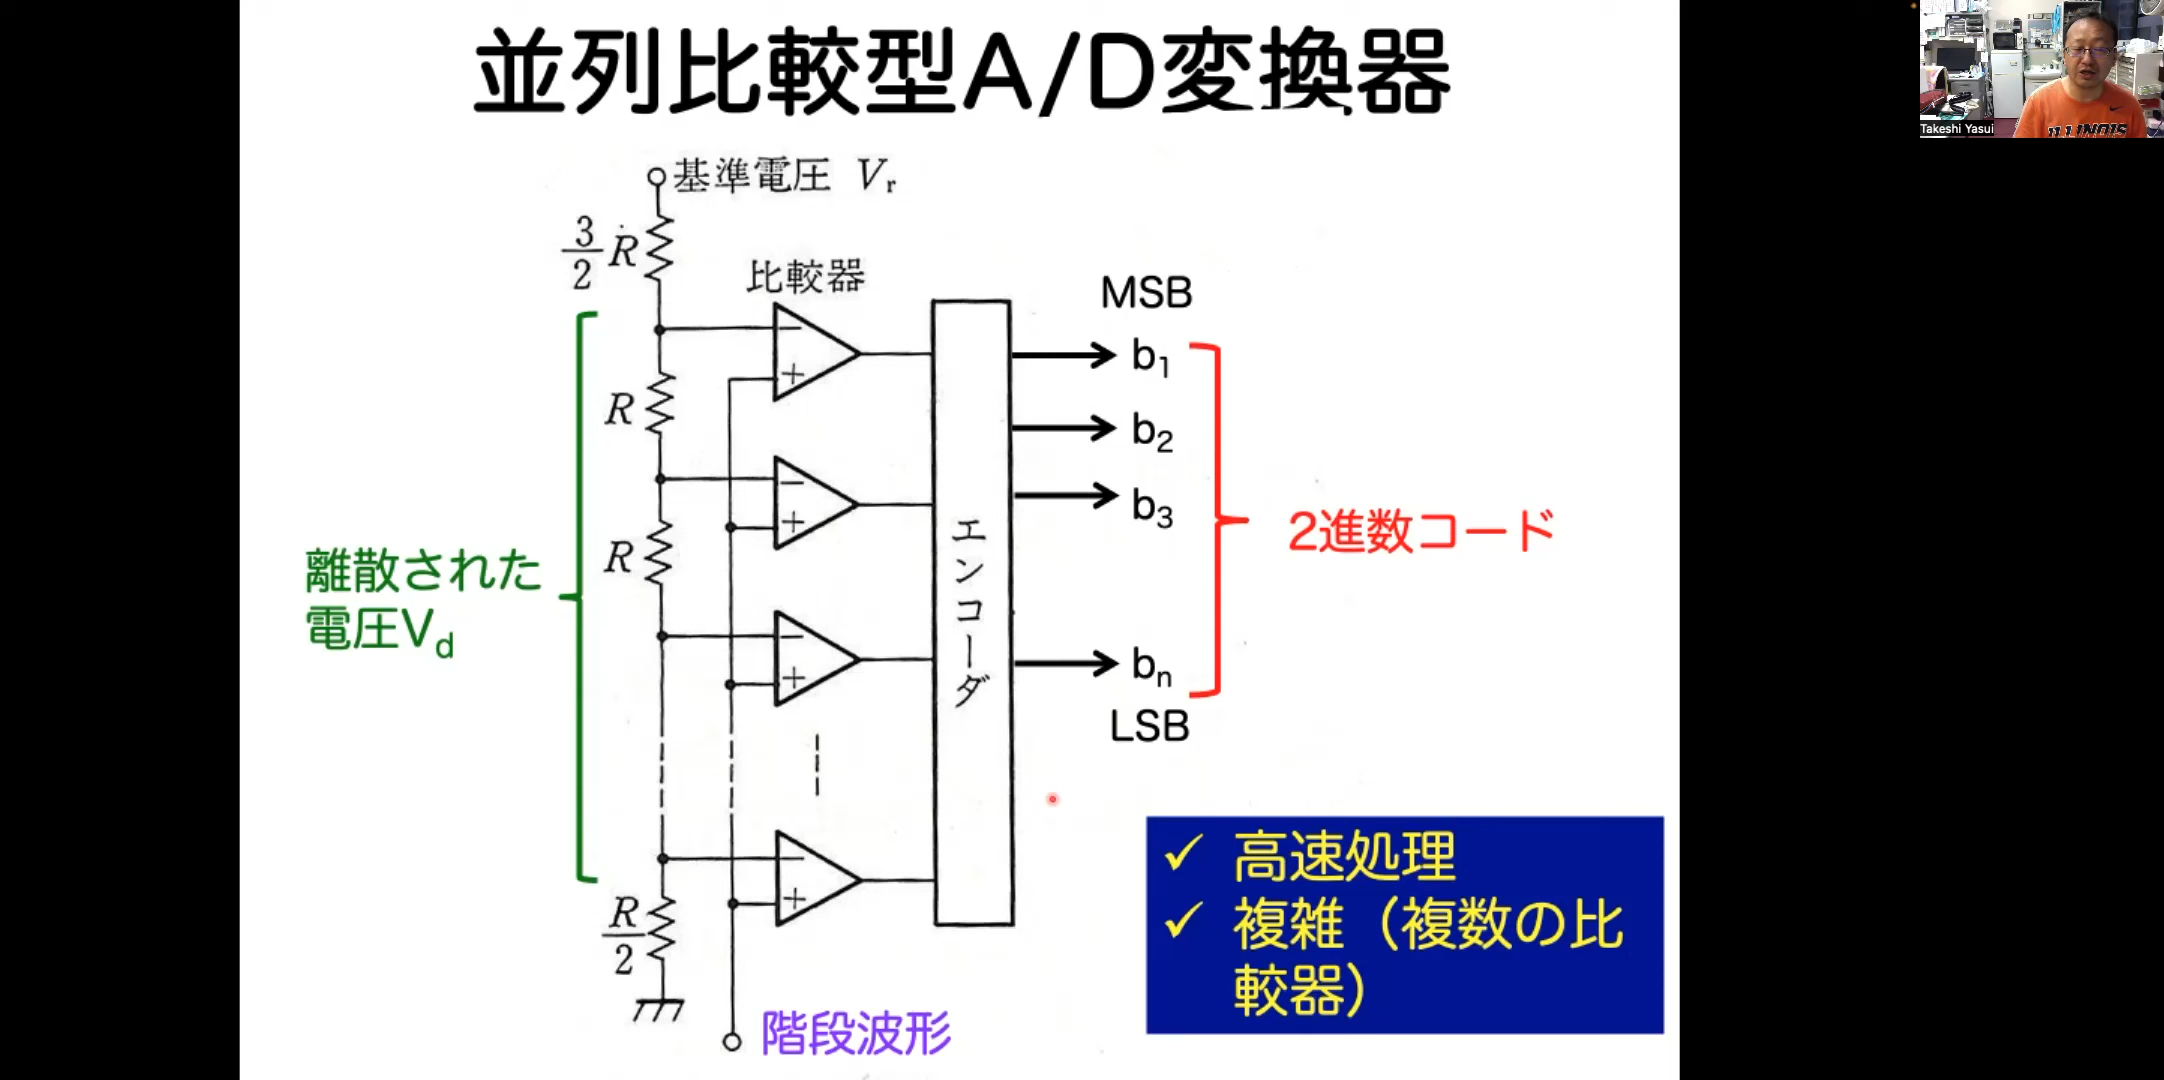 並列比較型A/D変換器
Takeshi Yasui
ILLINOIS
基準電圧 Vr
3/2 R
比較器
MSB
−
+
b1
R
b2
−
+
b3
2進数コード
R
離散された
電圧Vd
エンコーダ
−
+
bn
LSB
−
+
R/2
✓ 高速処理
✓ 複雑（複数の比
較器）
階段波形